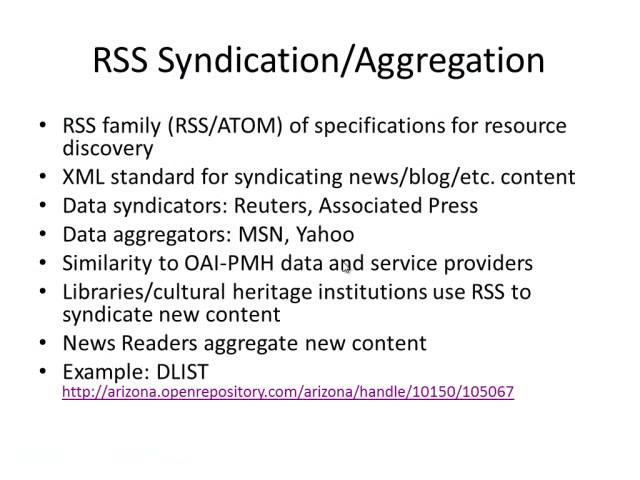 RSS Syndication/Aggregation
• RSS family (RSS/ATOM) of specifications for resource
discovery
• XML standard for syndicating news/blog/etc. content
• Data syndicators: Reuters, Associated Press
• Data aggregators: MSN, Yahoo
• Similarity to OAI-PMH data and service providers
• Libraries/cultural heritage institutions use RSS to
syndicate new content
• News Readers aggregate new content
• Example: DLIST
http://arizona.openrepository.com/arizona/handle/10150/105067